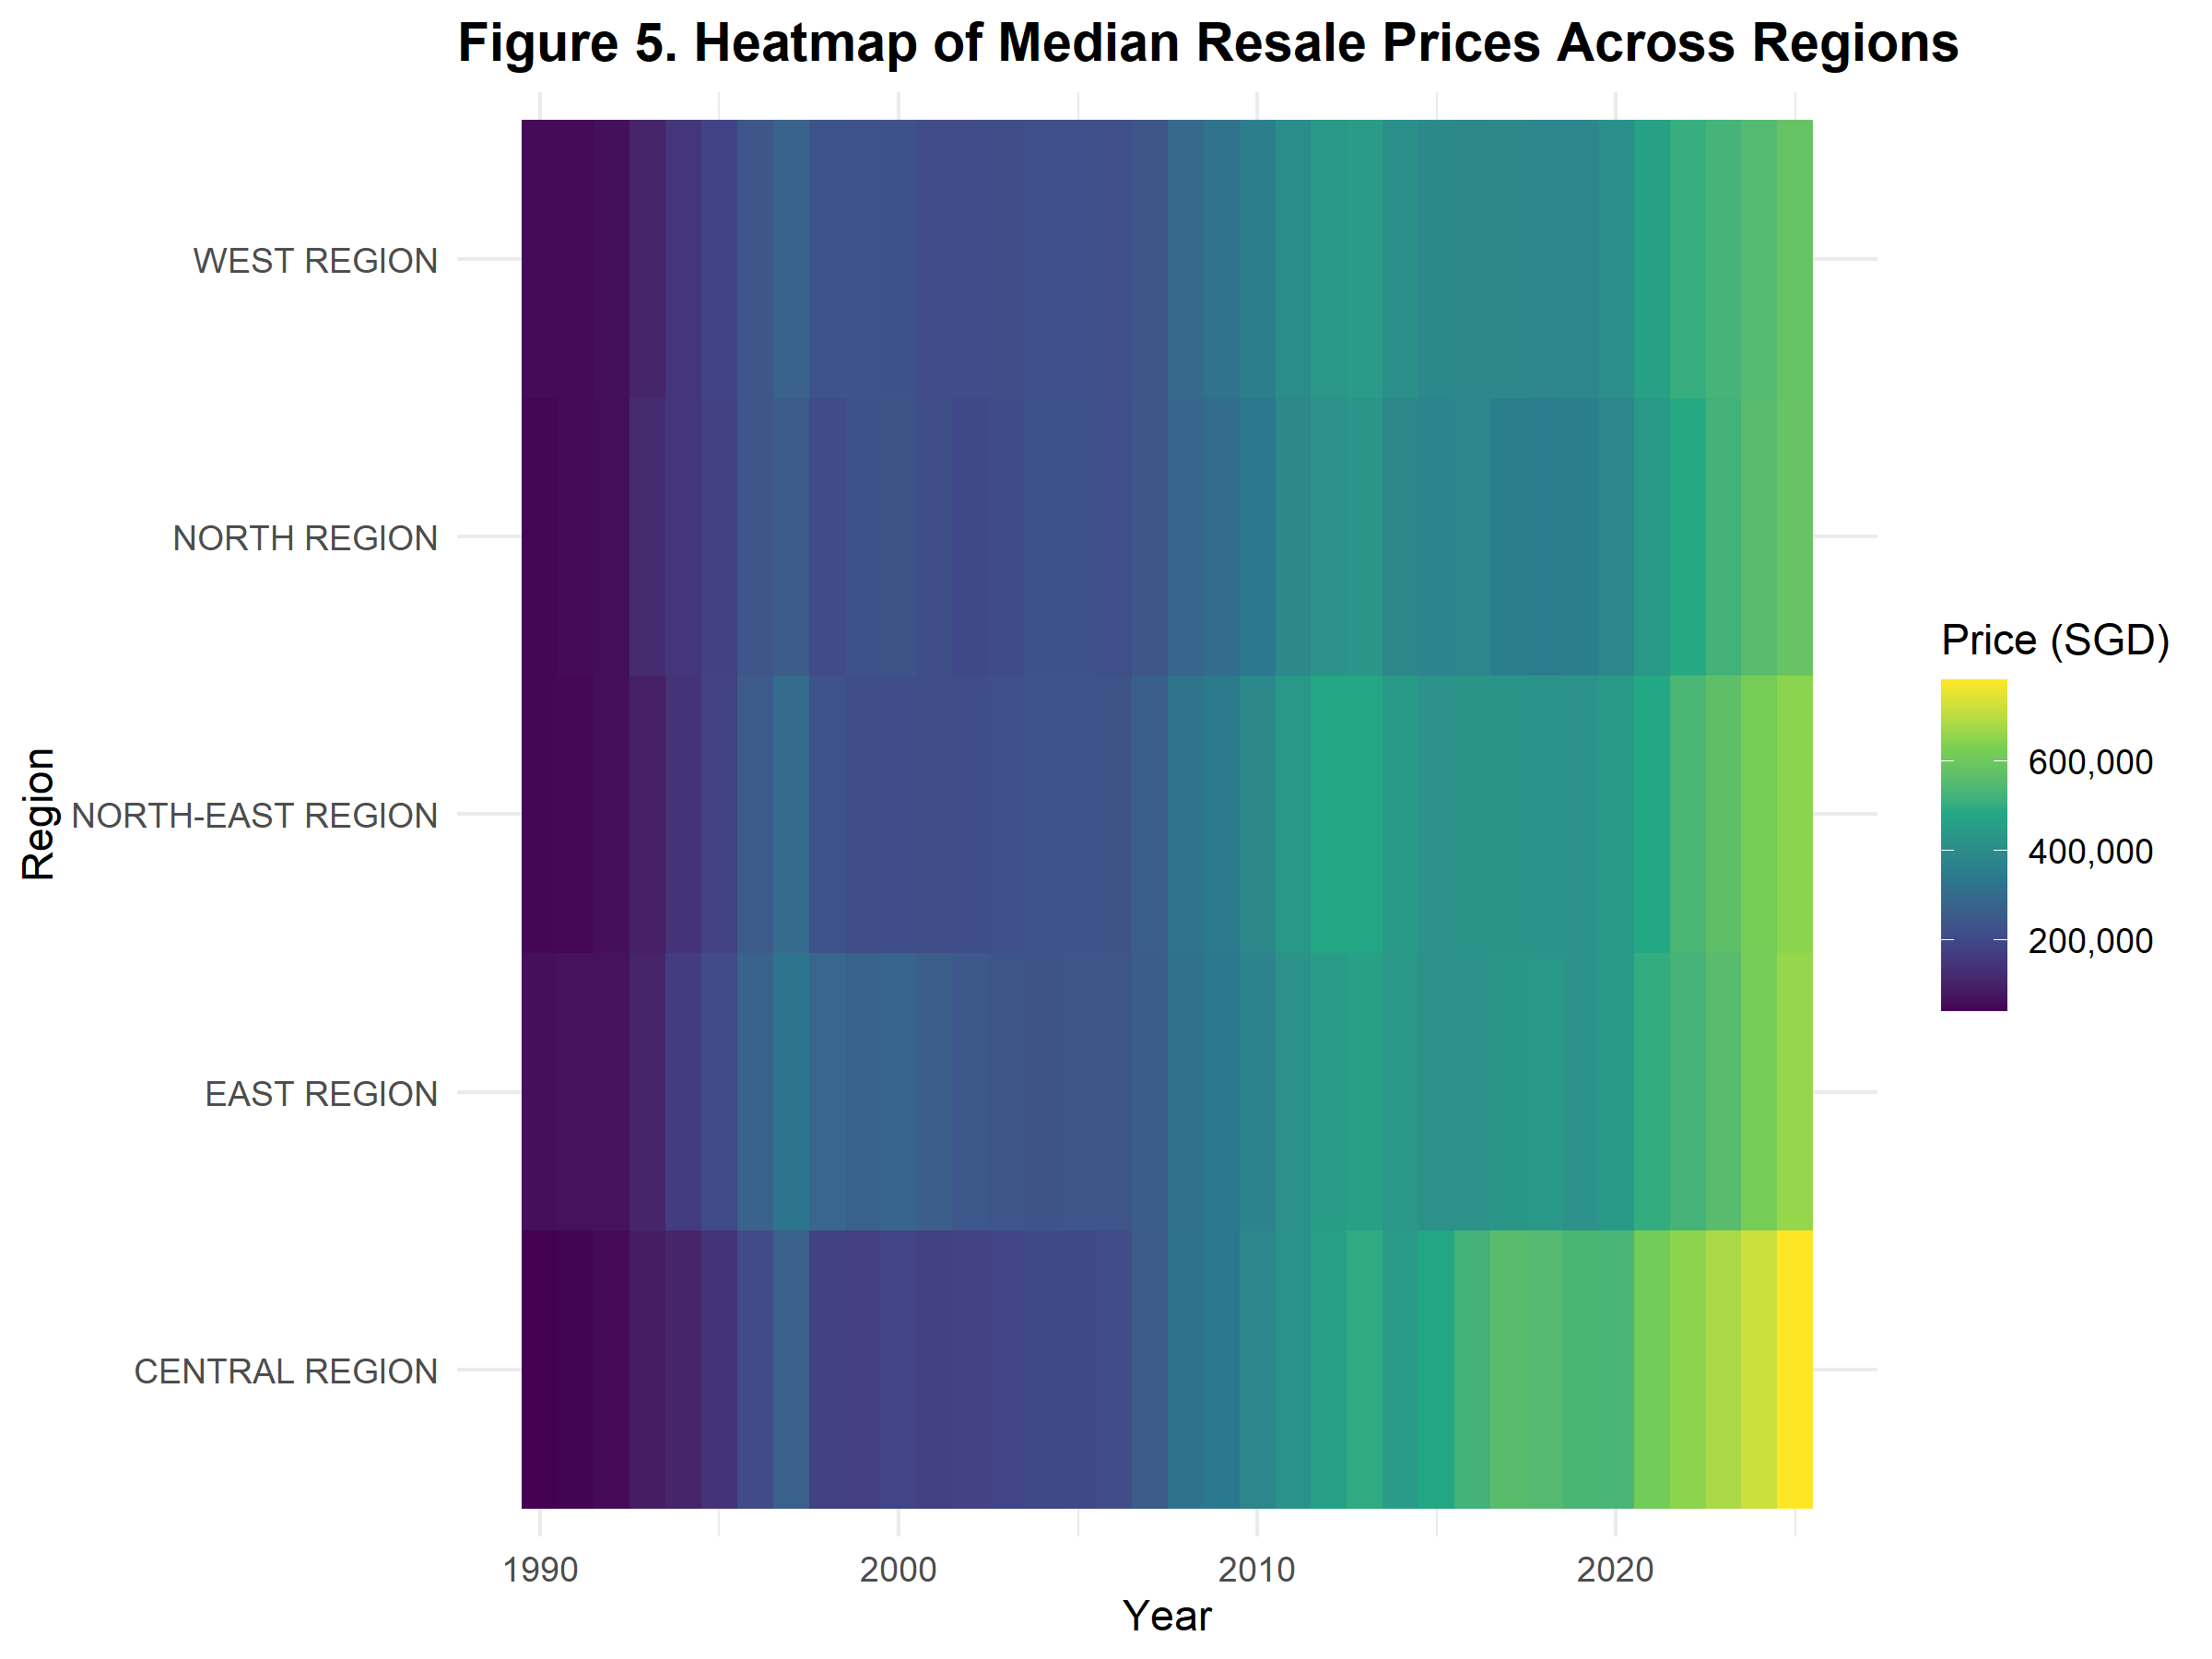 Figure 5. Heatmap of Median Resale Prices Across Regions
Region
WEST REGION
NORTH REGION
NORTH-EAST REGION
EAST REGION
CENTRAL REGION
1990
2000
2010
2020
Year
Price (SGD)
600,000
400,000
200,000